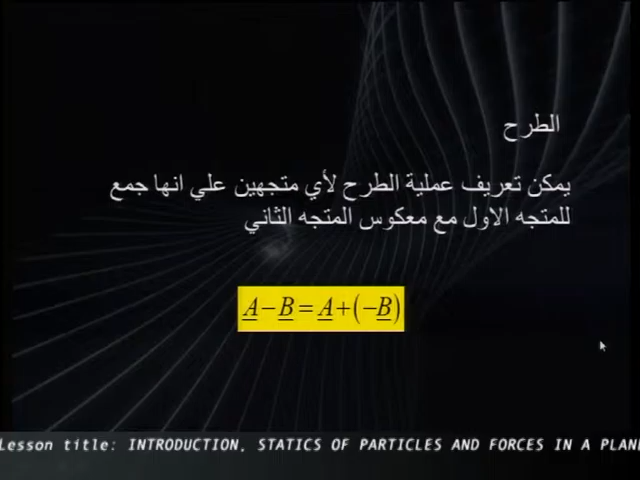 الطرح
يمكن تعريف عملية الطرح لأي متجهين علي انها جمع
للمتجه الاول مع معكوس المتجه الثاني
A−B=A+(−B)
Lesson title: INTRODUCTION, STATICS OF PARTICLES AND FORCES IN A PLAN